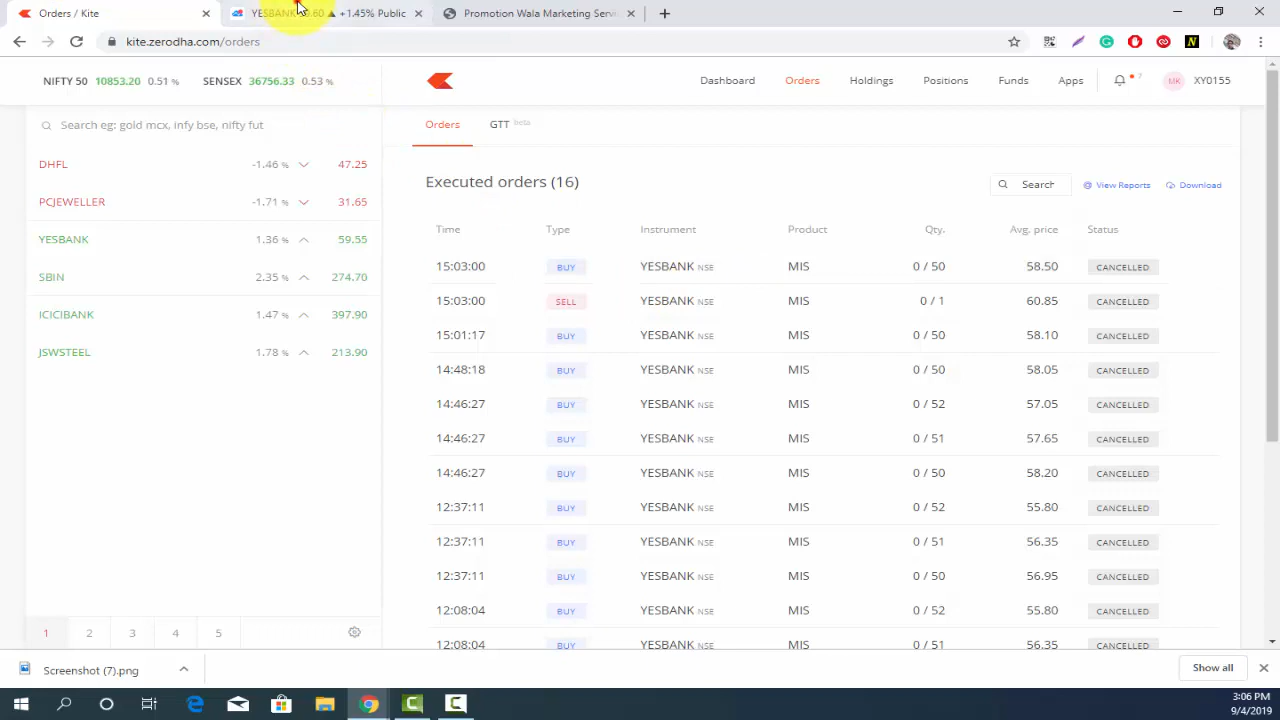 Orders / Kite
YESBANK .60 ▲ +1.45% Public
Promotion Wala Marketing Servi
kite.zerodha.com/orders
NIFTY 50 10853.20 0.51 % SENSEX 36756.33 0.53 %
Dashboard Orders Holdings Positions Funds Apps 7 MK XY0155
Search eg: gold mcx, infy bse, nifty fut
Orders GTT beta
DHFL -1.46 % 47.25
PCJEWELLER -1.71 % 31.65
YESBANK 1.36 % 59.55
SBIN 2.35 % 274.70
ICICIBANK 1.47 % 397.90
JSWSTEEL 1.78 % 213.90
Executed orders (16) Search View Reports Download
Time Type Instrument Product Qty. Avg. price Status
15:03:00 BUY YESBANK NSE MIS 0 / 50 58.50 CANCELLED
15:03:00 SELL YESBANK NSE MIS 0 / 1 60.85 CANCELLED
15:01:17 BUY YESBANK NSE MIS 0 / 50 58.10 CANCELLED
14:48:18 BUY YESBANK NSE MIS 0 / 50 58.05 CANCELLED
14:46:27 BUY YESBANK NSE MIS 0 / 52 57.05 CANCELLED
14:46:27 BUY YESBANK NSE MIS 0 / 51 57.65 CANCELLED
14:46:27 BUY YESBANK NSE MIS 0 / 50 58.20 CANCELLED
12:37:11 BUY YESBANK NSE MIS 0 / 52 55.80 CANCELLED
12:37:11 BUY YESBANK NSE MIS 0 / 51 56.35 CANCELLED
12:37:11 BUY YESBANK NSE MIS 0 / 50 56.95 CANCELLED
12:08:04 BUY YESBANK NSE MIS 0 / 52 55.80 CANCELLED
12:08:04 BUY YESBANK NSE MIS 0 / 51 56.35 CANCELLED
1 2 3 4 5
Screenshot (7).png Show all
3:06 PM
9/4/2019